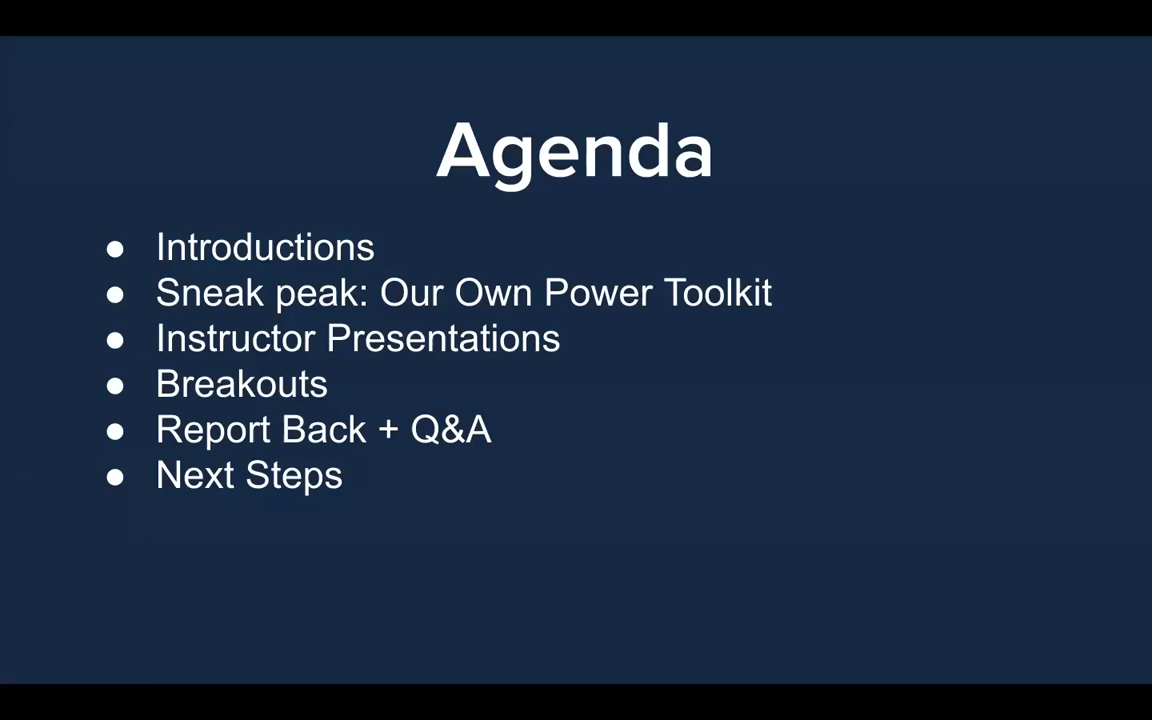 Agenda
● Introductions
● Sneak peak: Our Own Power Toolkit
● Instructor Presentations
● Breakouts
● Report Back + Q&A
● Next Steps